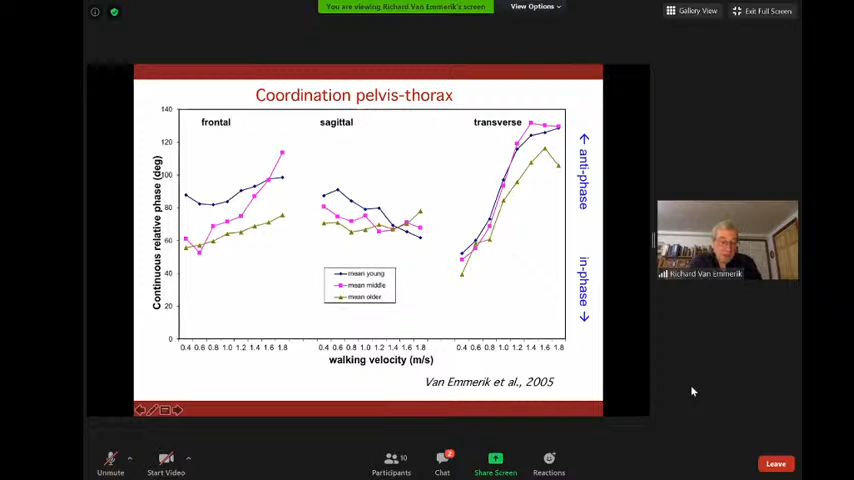 You are viewing Richard Van Emmerik's screen
View Options
Gallery View
Exit Full Screen
Coordination pelvis-thorax
frontal
sagittal
transverse
Continuous relative phase (deg)
140
120
100
80
60
40
20
0
mean young
mean middle
mean older
0.4 0.6 0.8 1.0 1.2 1.4 1.6 1.8
0.4 0.6 0.8 1.0 1.2 1.4 1.6 1.8
0.4 0.6 0.8 1.0 1.2 1.4 1.6 1.8
walking velocity (m/s)
← anti-phase
in-phase →
Van Emmerik et al., 2005
Richard Van Emmerik
Unmute
Start Video
10
Participants
2
Chat
Share Screen
Reactions
Leave